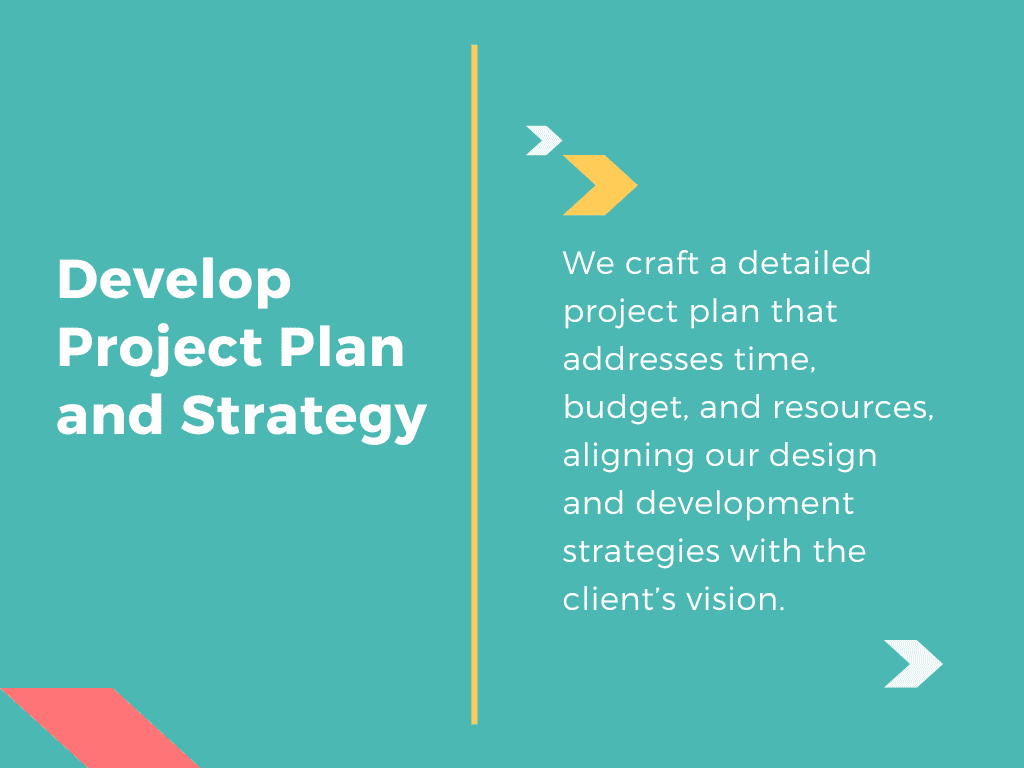 Develop
Project Plan
and Strategy
We craft a detailed
project plan that
addresses time,
budget, and resources,
aligning our design
and development
strategies with the
client’s vision.